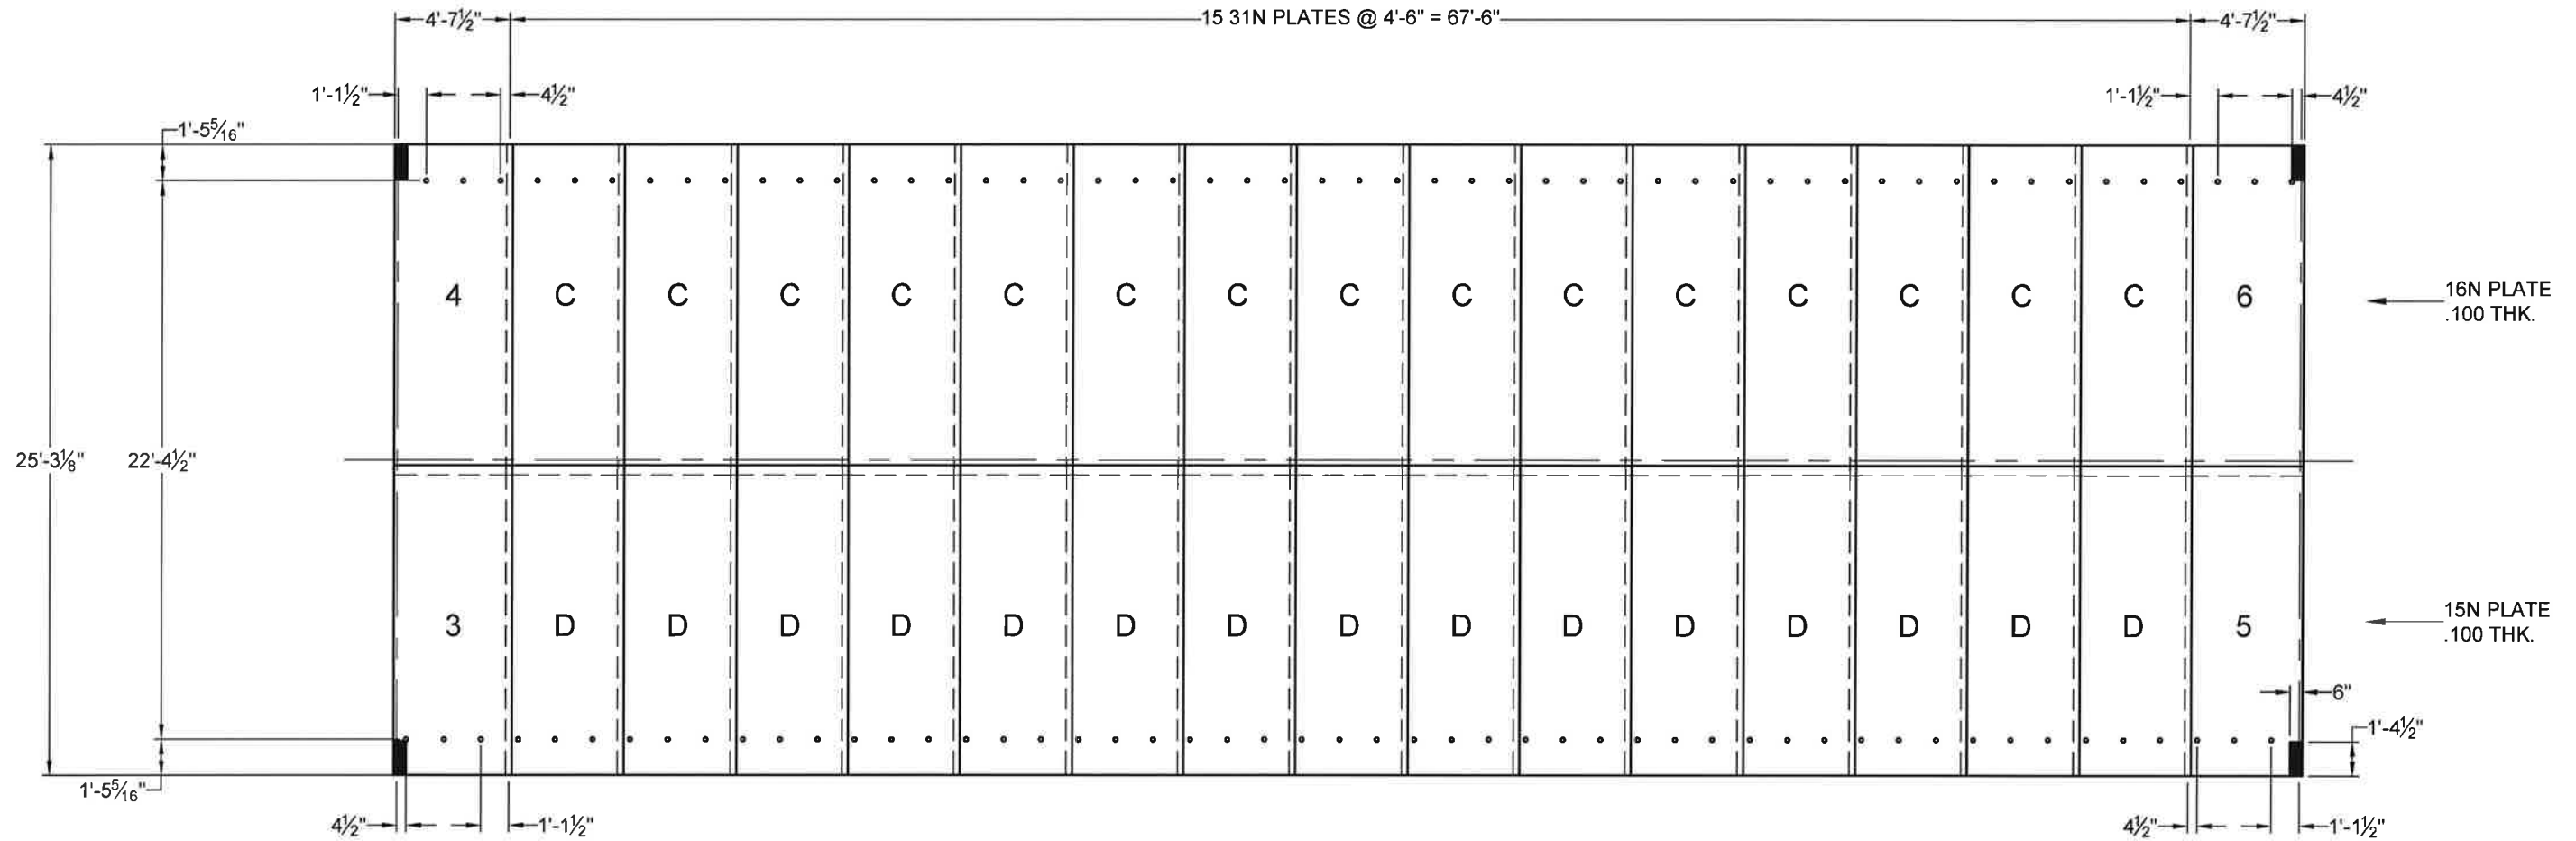 4'-7½"
15 31N PLATES @ 4'-6" = 67'-6"
4'-7½"
1'-1½"
4½"
1'-1½"
4½"
1'-5⁵⁄₁₆"
4 C C C C C C C C C C C C C C C 6
16N PLATE
.100 THK.
25'-3⅛"
22'-4½"
3 D D D D D D D D D D D D D D D 5
15N PLATE
.100 THK.
6"
1'-4½"
1'-5⁵⁄₁₆"
4½"
1'-1½"
4½"
1'-1½"